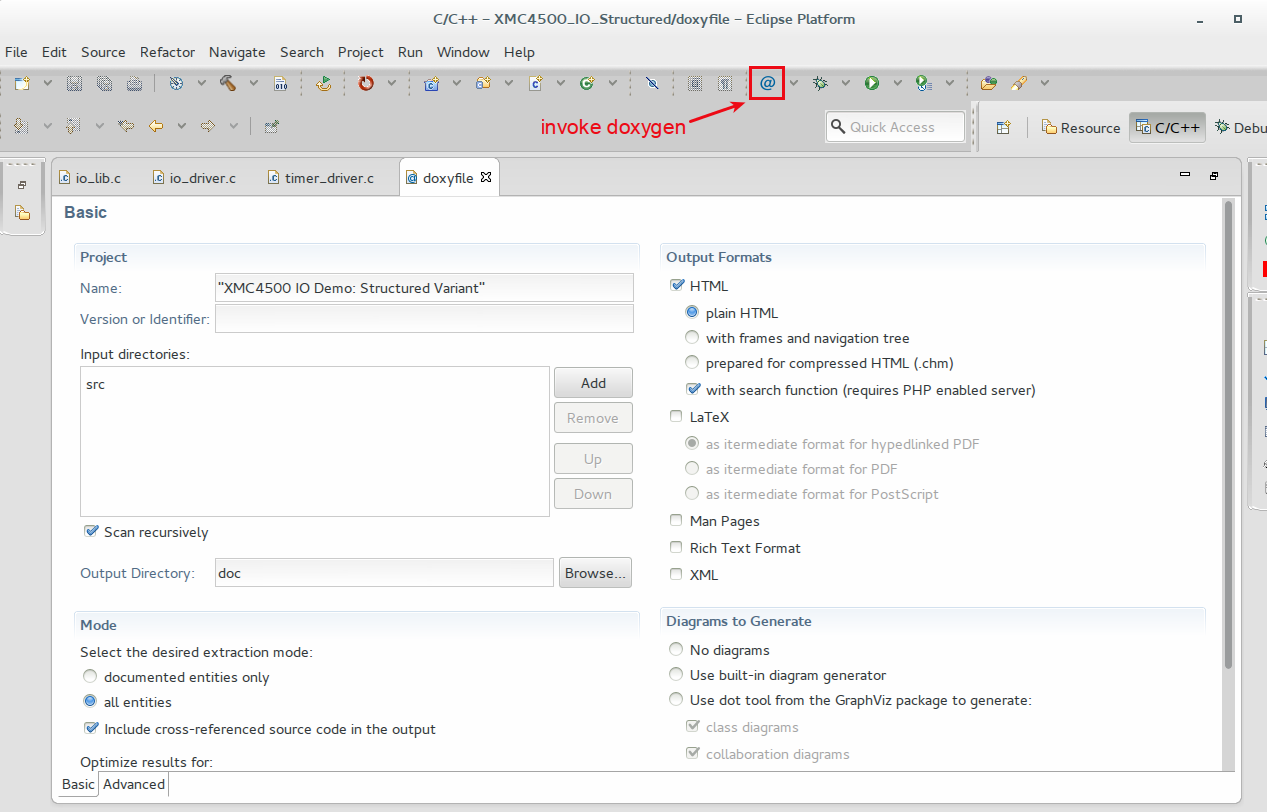 C/C++ – XMC4500_IO_Structured/doxyfile – Eclipse Platform
File Edit Source Refactor Navigate Search Project Run Window Help
@
invoke doxygen
Quick Access
Resource
C/C++
Debu
io_lib.c
io_driver.c
timer_driver.c
doxyfile
Basic
Project
Name: "XMC4500 IO Demo: Structured Variant"
Version or Identifier:
Input directories:
src
Add
Remove
Up
Down
Scan recursively
Output Directory: doc Browse...
Mode
Select the desired extraction mode:
documented entities only
all entities
Include cross-referenced source code in the output
Optimize results for:
Output Formats
HTML
plain HTML
with frames and navigation tree
prepared for compressed HTML (.chm)
with search function (requires PHP enabled server)
LaTeX
as itermediate format for hypedlinked PDF
as itermediate format for PDF
as itermediate format for PostScript
Man Pages
Rich Text Format
XML
Diagrams to Generate
No diagrams
Use built-in diagram generator
Use dot tool from the GraphViz package to generate:
class diagrams
collaboration diagrams
Basic Advanced